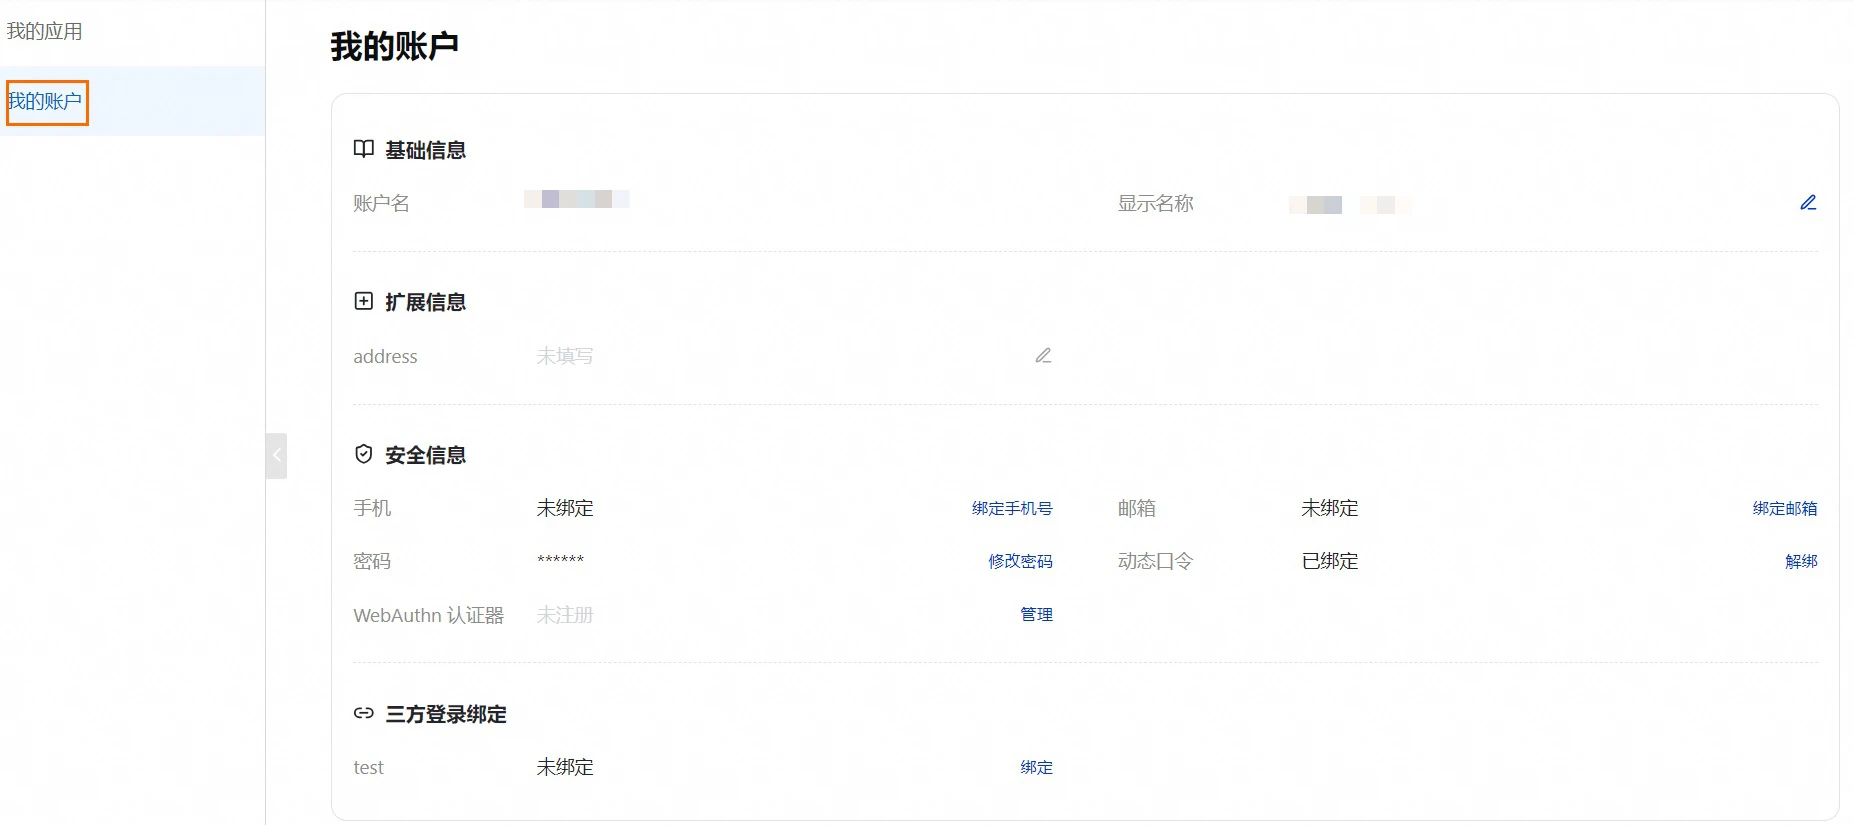 我的应用
我的账户
我的账户
基础信息
账户名
显示名称
扩展信息
address 未填写
安全信息
手机 未绑定 绑定手机号 邮箱 未绑定 绑定邮箱
密码 ****** 修改密码 动态口令 已绑定 解绑
WebAuthn 认证器 未注册 管理
三方登录绑定
test 未绑定 绑定